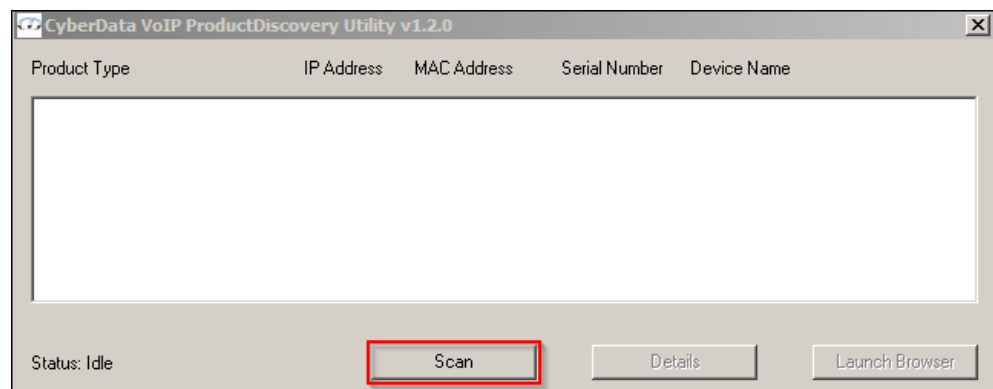 CyberData VoIP ProductDiscovery Utility v1.2.0
Product Type IP Address MAC Address Serial Number Device Name
Status: Idle Scan Details Launch Browser